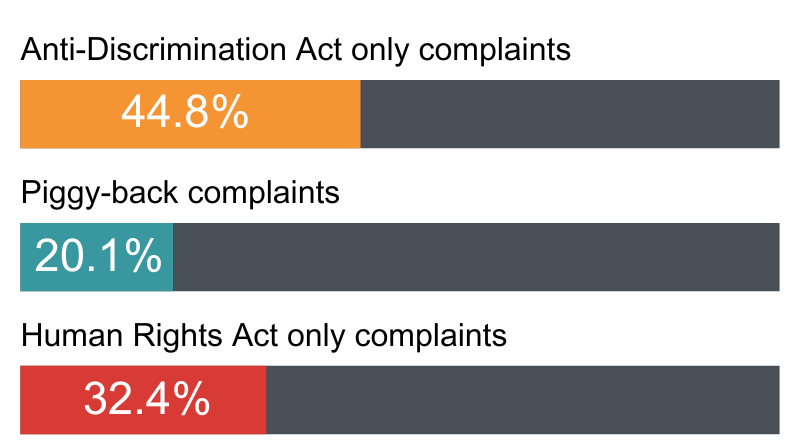 Anti-Discrimination Act only complaints
44.8%
Piggy-back complaints
20.1%
Human Rights Act only complaints
32.4%